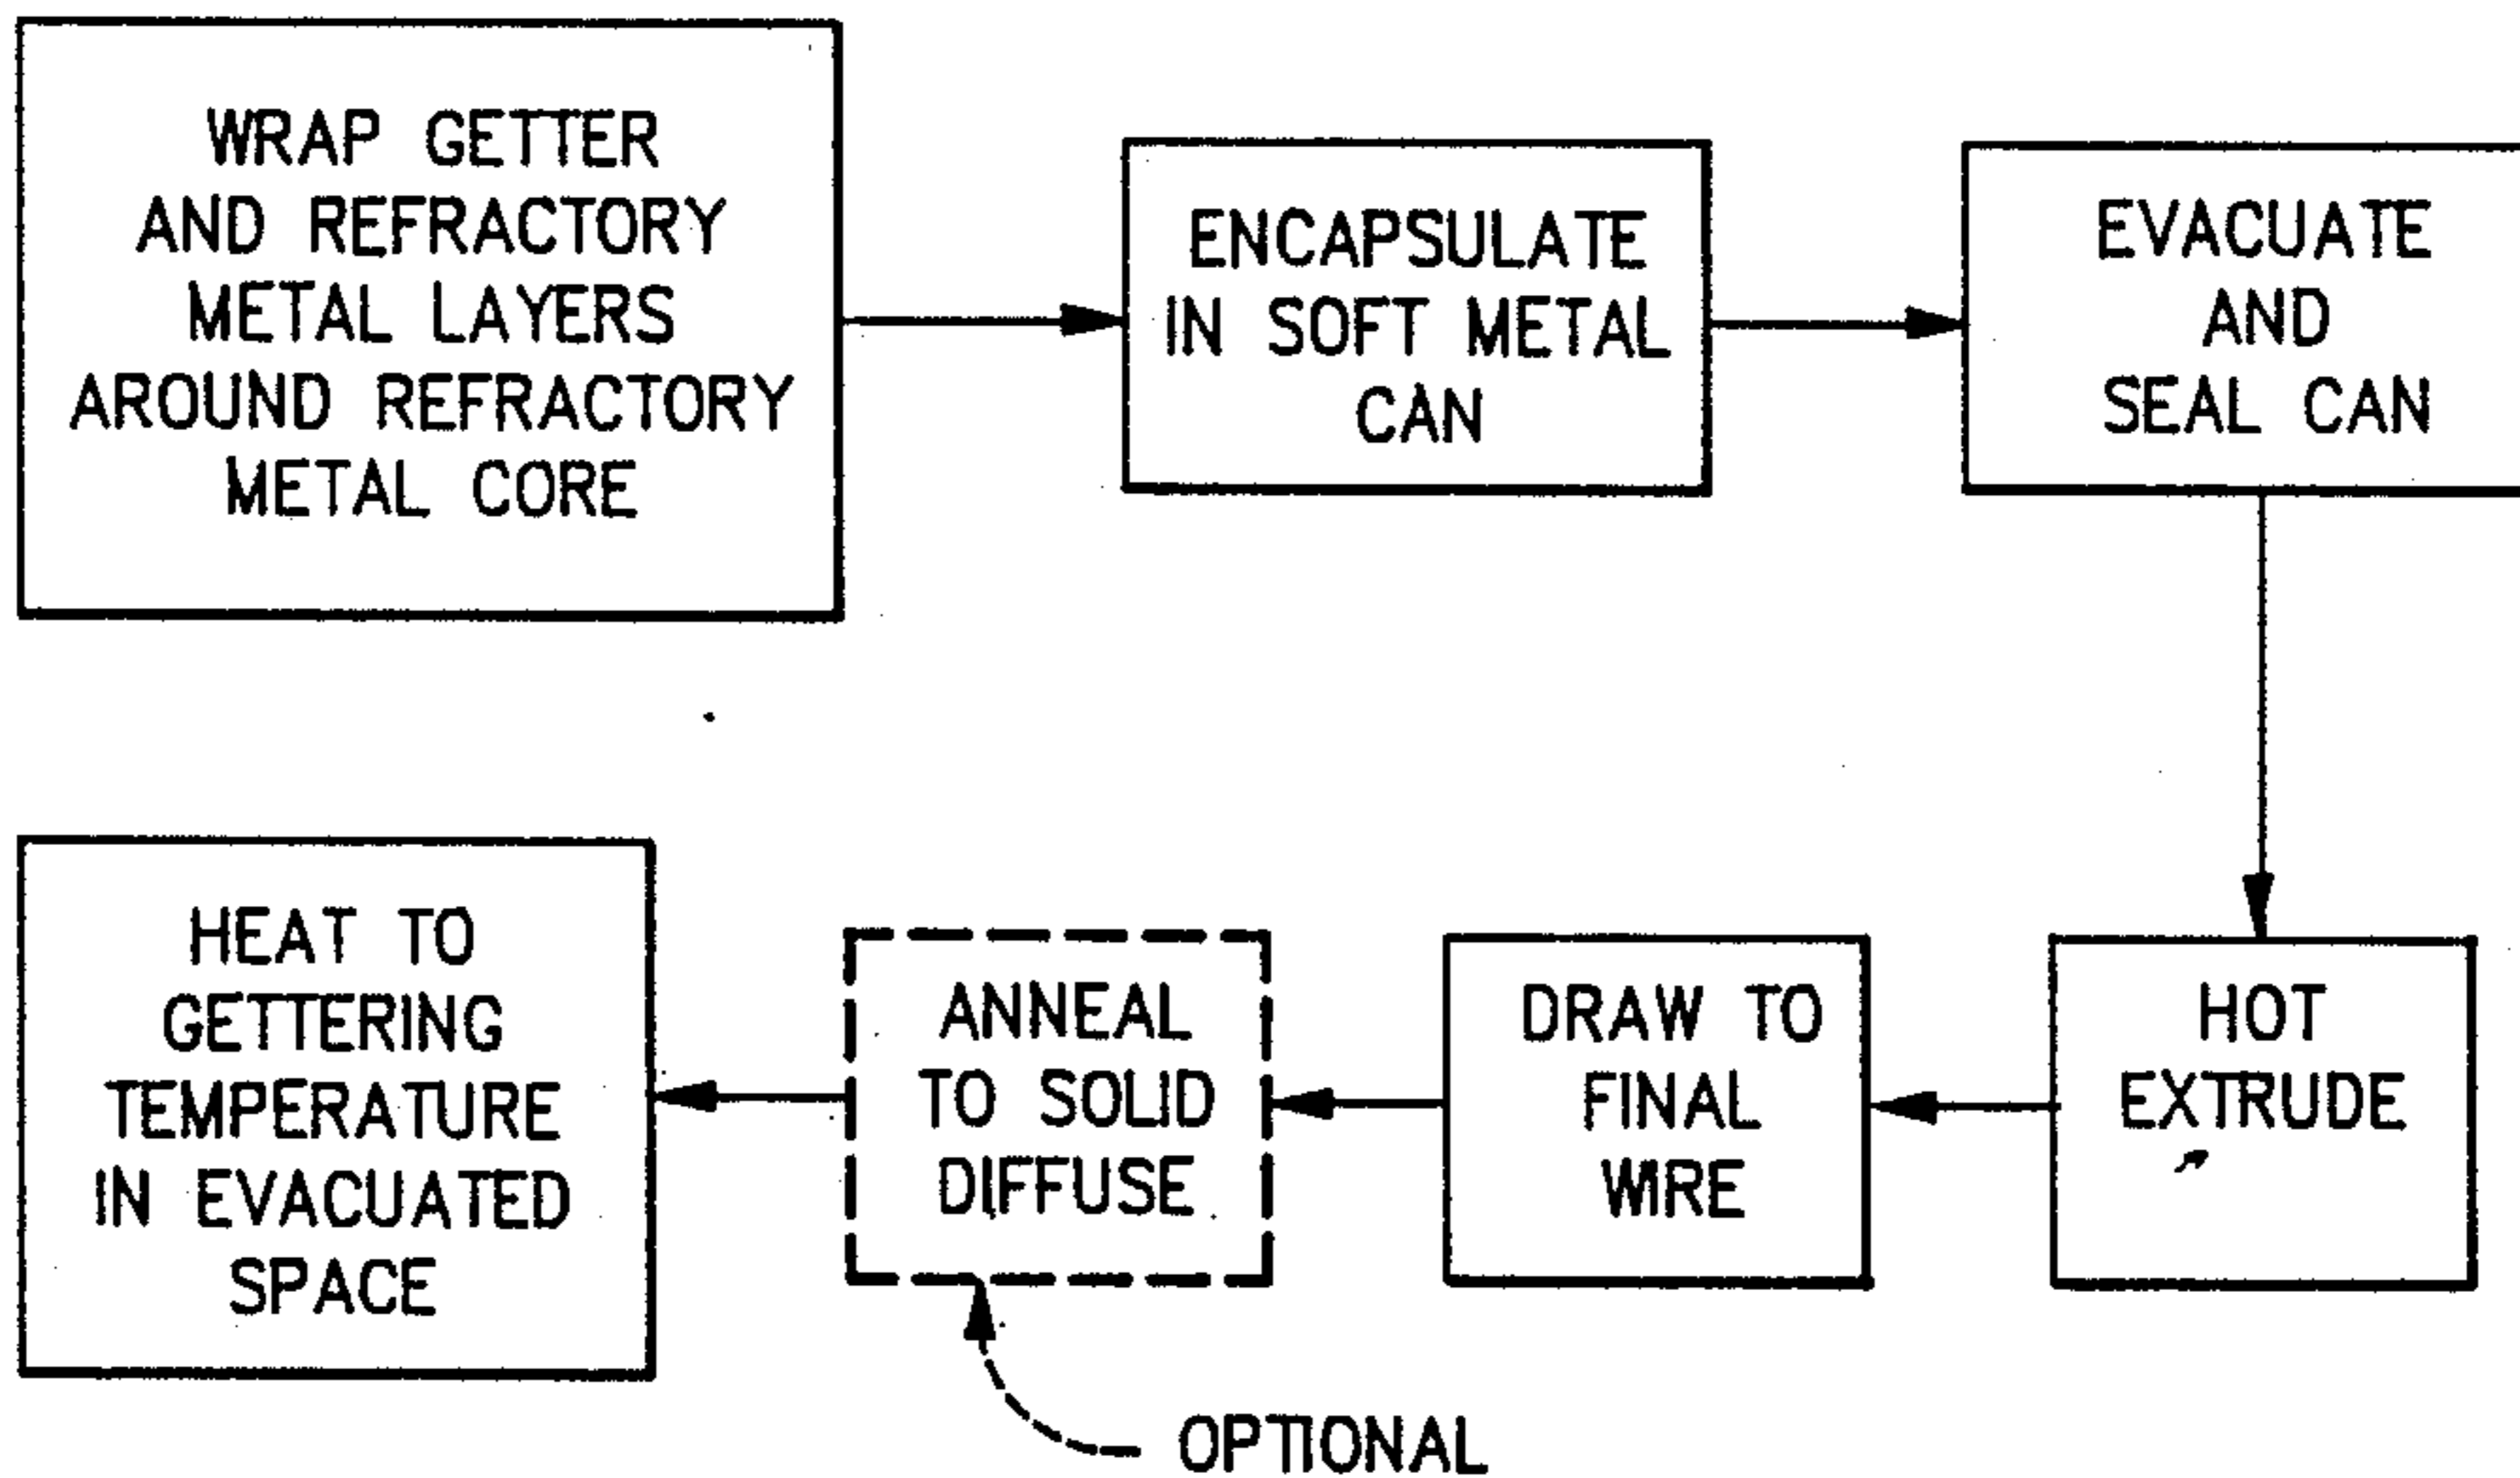 WRAP GETTER
AND REFRACTORY
METAL LAYERS
AROUND REFRACTORY
METAL CORE
ENCAPSULATE
IN SOFT METAL
CAN
EVACUATE
AND
SEAL CAN
HOT
EXTRUDE
DRAW TO
FINAL
WIRE
ANNEAL
TO SOLID
DIFFUSE
OPTIONAL
HEAT TO
GETTERING
TEMPERATURE
IN EVACUATED
SPACE